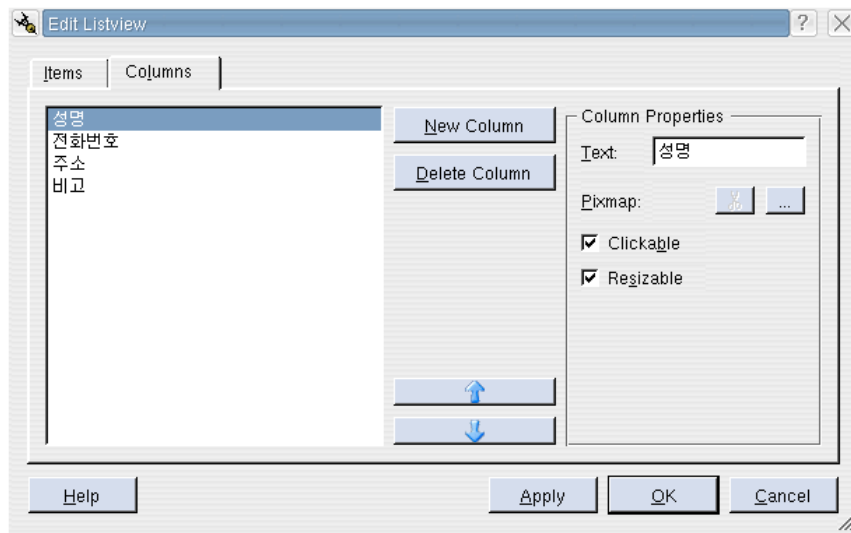 Edit Listview
?
Items
Columns
성명
전화번호
주소
비고
New Column
Delete Column
Column Properties
Text: 성명
Pixmap: ...
Clickable
Resizable
Help
Apply
OK
Cancel